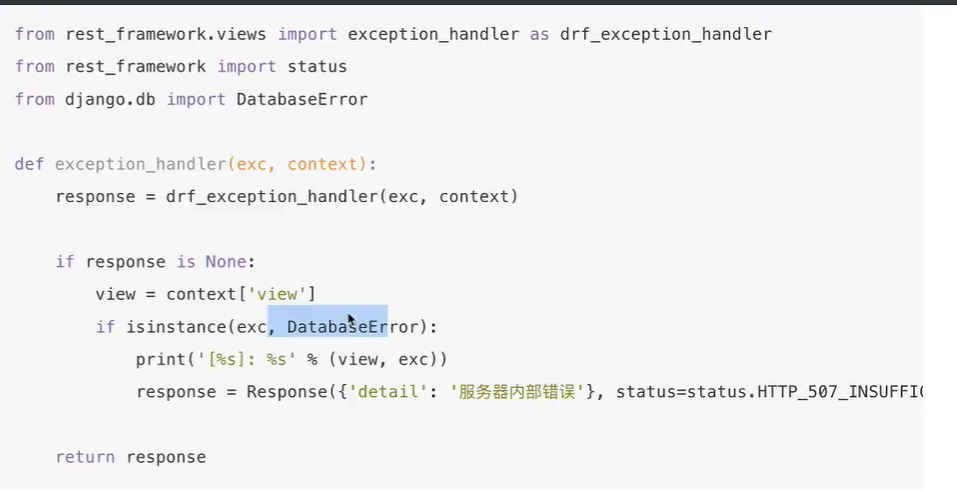 from rest_framework.views import exception_handler as drf_exception_handler
from rest_framework import status
from django.db import DatabaseError
def exception_handler(exc, context):
    response = drf_exception_handler(exc, context)
    if response is None:
        view = context['view']
        if isinstance(exc, DatabaseError):
            print('[%s]: %s' % (view, exc))
            response = Response({'detail': '服务器内部错误'}, status=status.HTTP_507_INSUFFIC
    return response